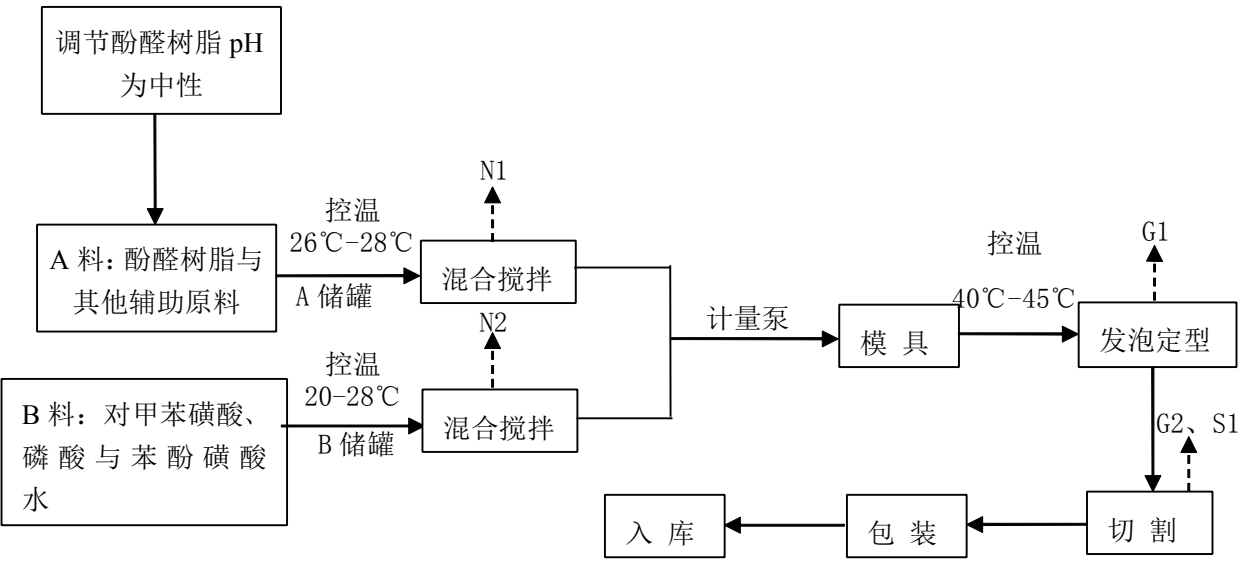 调节酚醛树脂 pH
为中性
A 料：酚醛树脂与
其他辅助原料
控温
26℃-28℃
A 储罐
N1
混合搅拌
B 料：对甲苯磺酸、
磷酸与苯酚磺酸
水
控温
20-28℃
B 储罐
N2
混合搅拌
计量泵
模具
控温
40℃-45℃
G1
发泡定型
G2、S1
切割
包装
入库